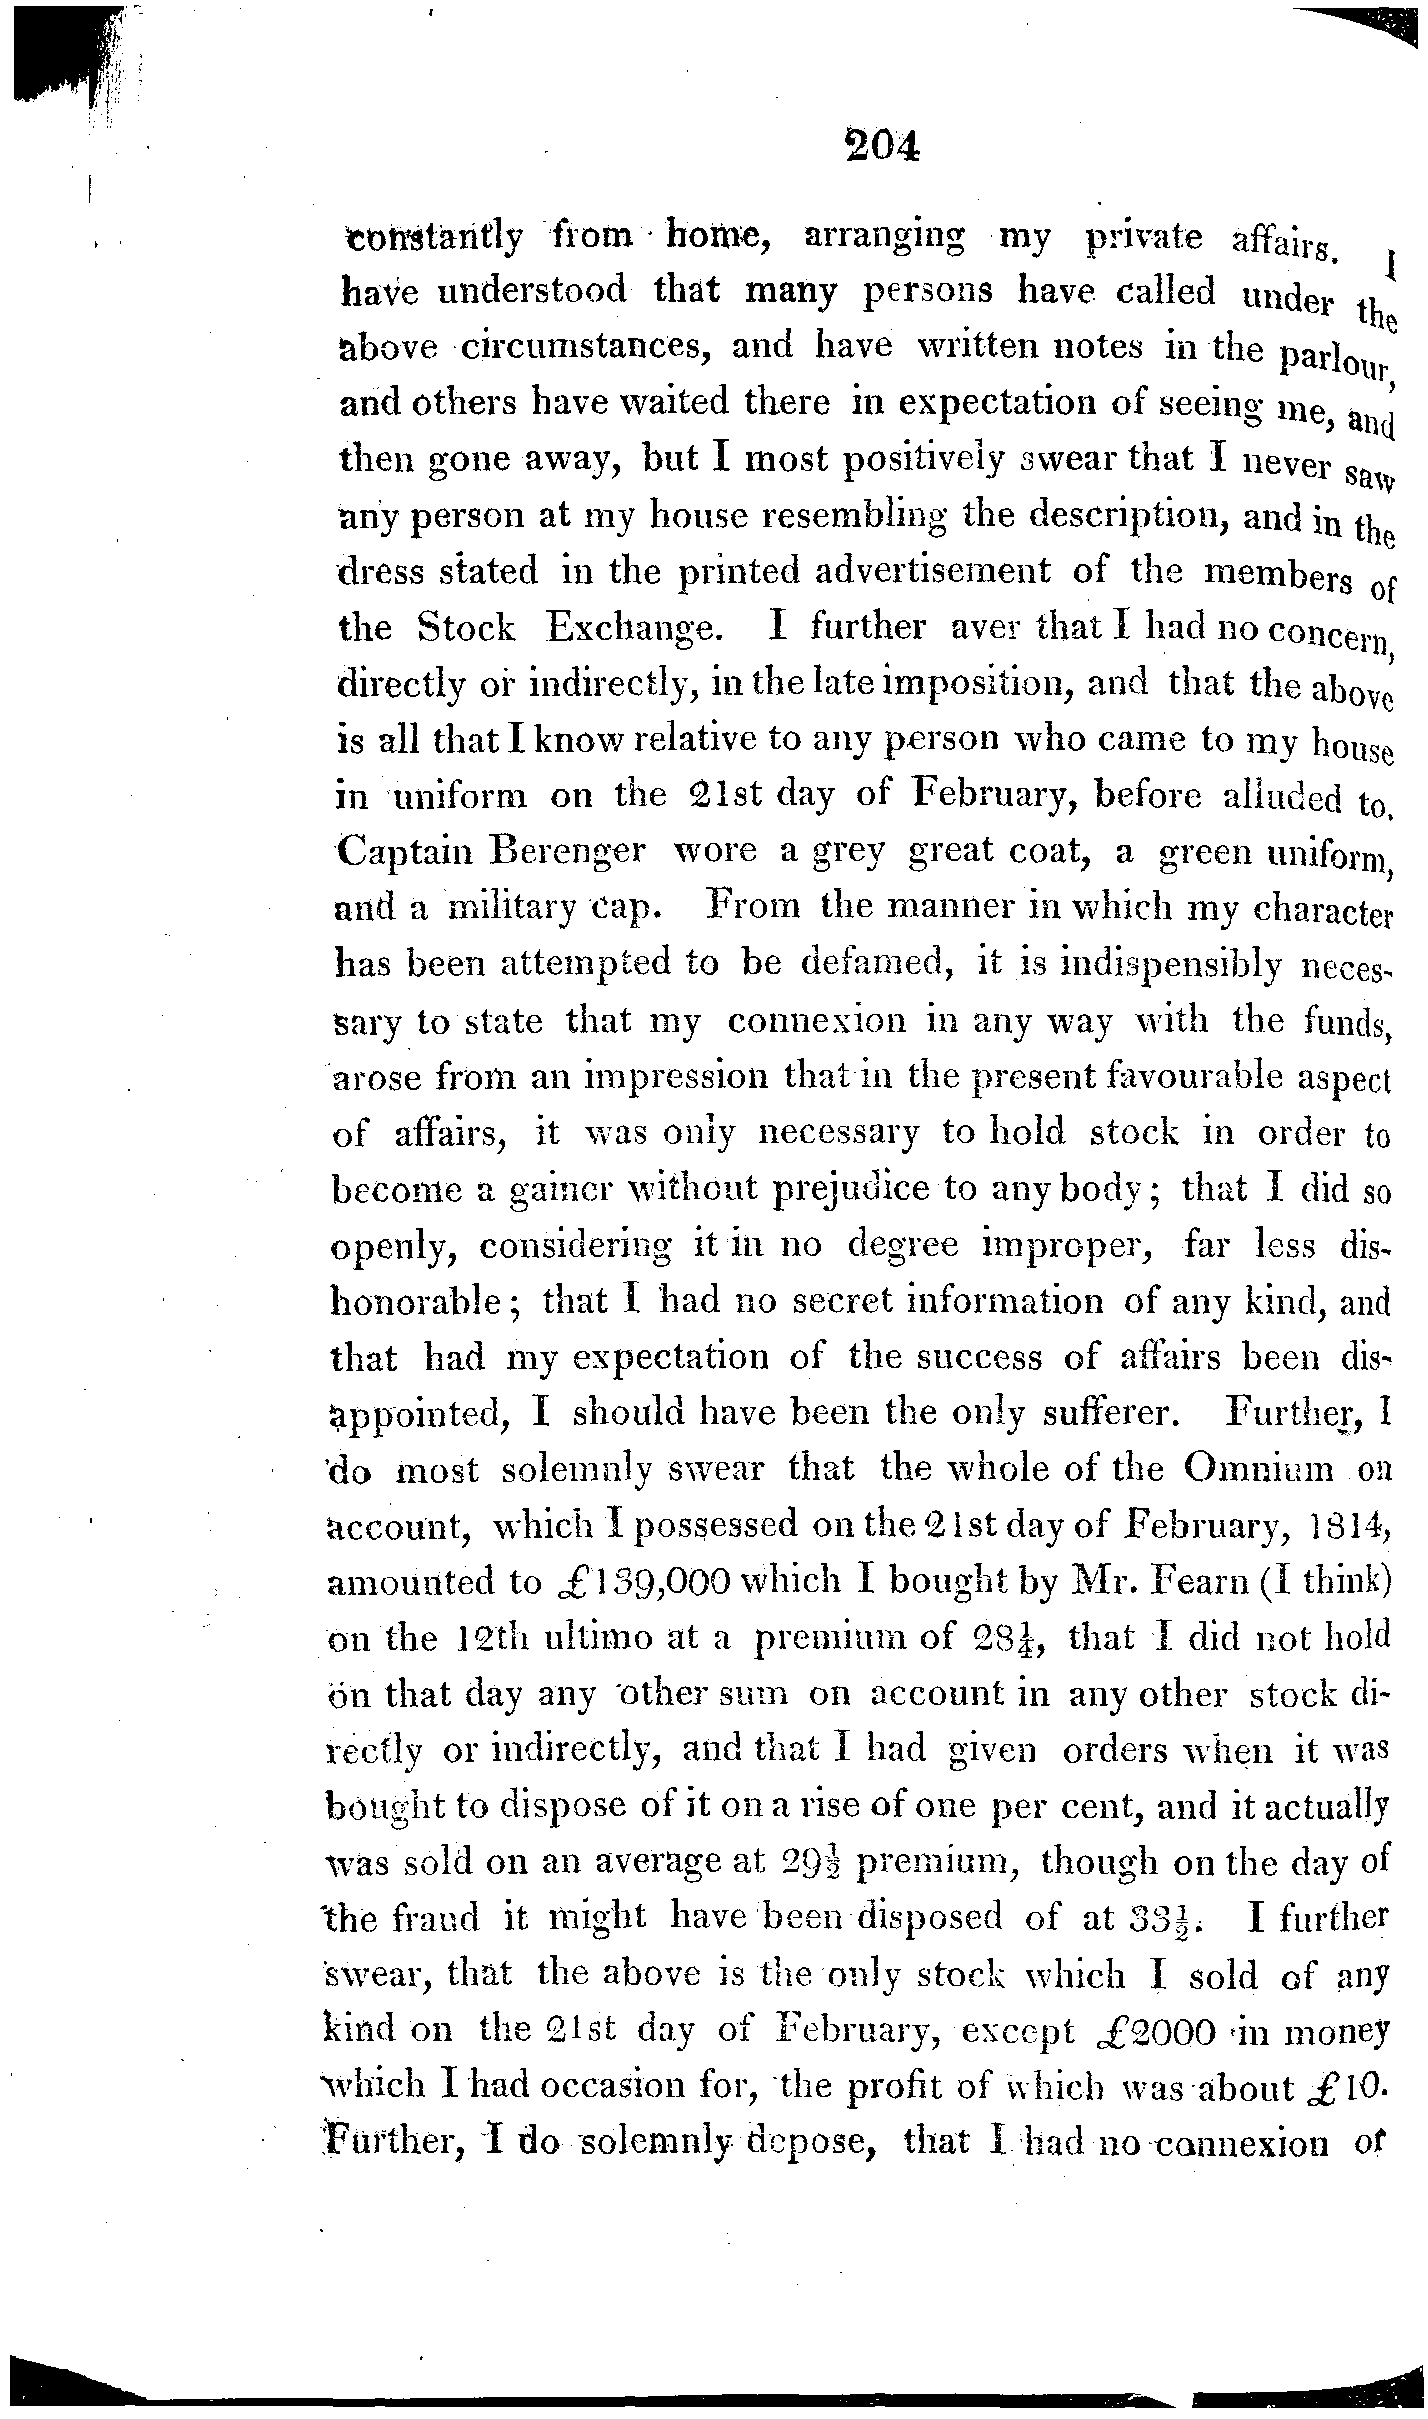 204
constantly from home, arranging my private affairs. I
have understood that many persons have called under the
above circumstances, and have written notes in the parlour,
and others have waited there in expectation of seeing me, and
then gone away, but I most positively swear that I never saw
any person at my house resembling the description, and in the
dress stated in the printed advertisement of the members of
the Stock Exchange. I further aver that I had no concern,
directly or indirectly, in the late imposition, and that the above
is all that I know relative to any person who came to my house
in uniform on the 21st day of February, before alluded to.
Captain Berenger wore a grey great coat, a green uniform,
and a military cap. From the manner in which my character
has been attempted to be defamed, it is indispensibly neces-
sary to state that my connexion in any way with the funds,
arose from an impression that in the present favourable aspect
of affairs, it was only necessary to hold stock in order to
become a gainer without prejudice to any body; that I did so
openly, considering it in no degree improper, far less dis-
honorable; that I had no secret information of any kind, and
that had my expectation of the success of affairs been dis-
appointed, I should have been the only sufferer. Further, I
do most solemnly swear that the whole of the Omnium on
account, which I possessed on the 21st day of February, 1814,
amounted to £139,000 which I bought by Mr. Fearn (I think)
on the 12th ultimo at a premium of 28¼, that I did not hold
on that day any other sum on account in any other stock di-
rectly or indirectly, and that I had given orders when it was
bought to dispose of it on a rise of one per cent, and it actually
was sold on an average at 29½ premium, though on the day of
the fraud it might have been disposed of at 33½. I further
swear, that the above is the only stock which I sold of any
kind on the 21st day of February, except £2000 in money
which I had occasion for, the profit of which was about £10.
Further, I do solemnly depose, that I had no connexion or